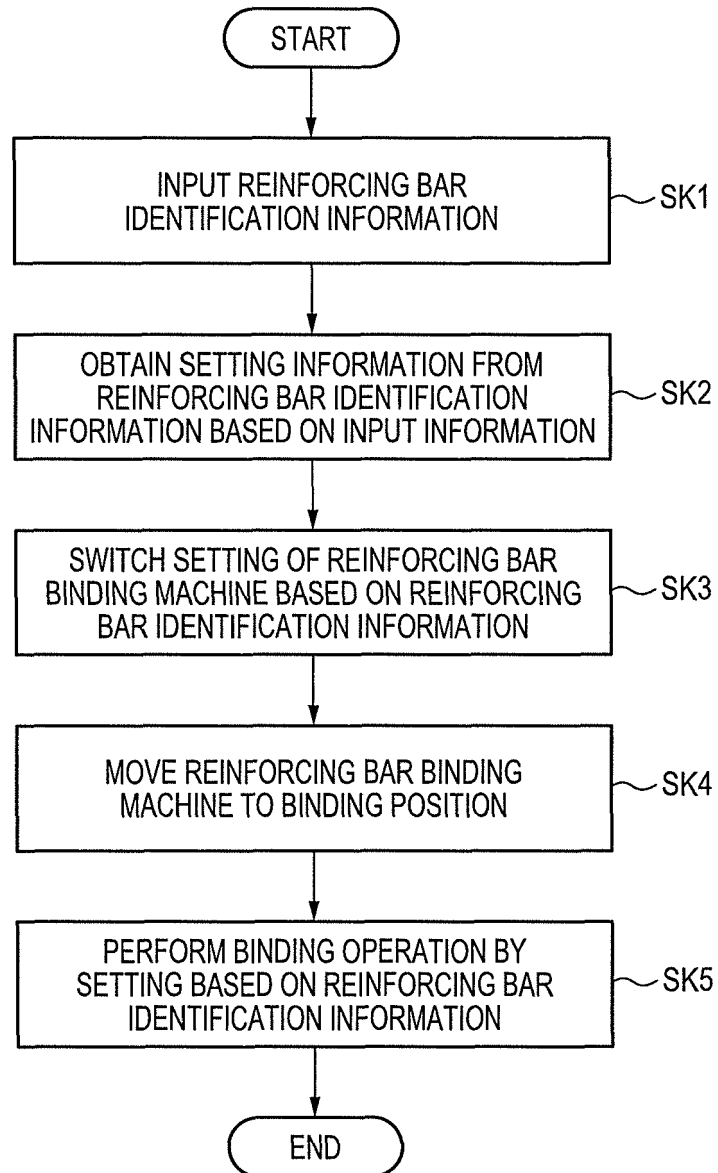 START
INPUT REINFORCING BAR
IDENTIFICATION INFORMATION
SK1
OBTAIN SETTING INFORMATION FROM
REINFORCING BAR IDENTIFICATION
INFORMATION BASED ON INPUT INFORMATION
SK2
SWITCH SETTING OF REINFORCING BAR
BINDING MACHINE BASED ON REINFORCING
BAR IDENTIFICATION INFORMATION
SK3
MOVE REINFORCING BAR BINDING
MACHINE TO BINDING POSITION
SK4
PERFORM BINDING OPERATION BY
SETTING BASED ON REINFORCING BAR
IDENTIFICATION INFORMATION
SK5
END